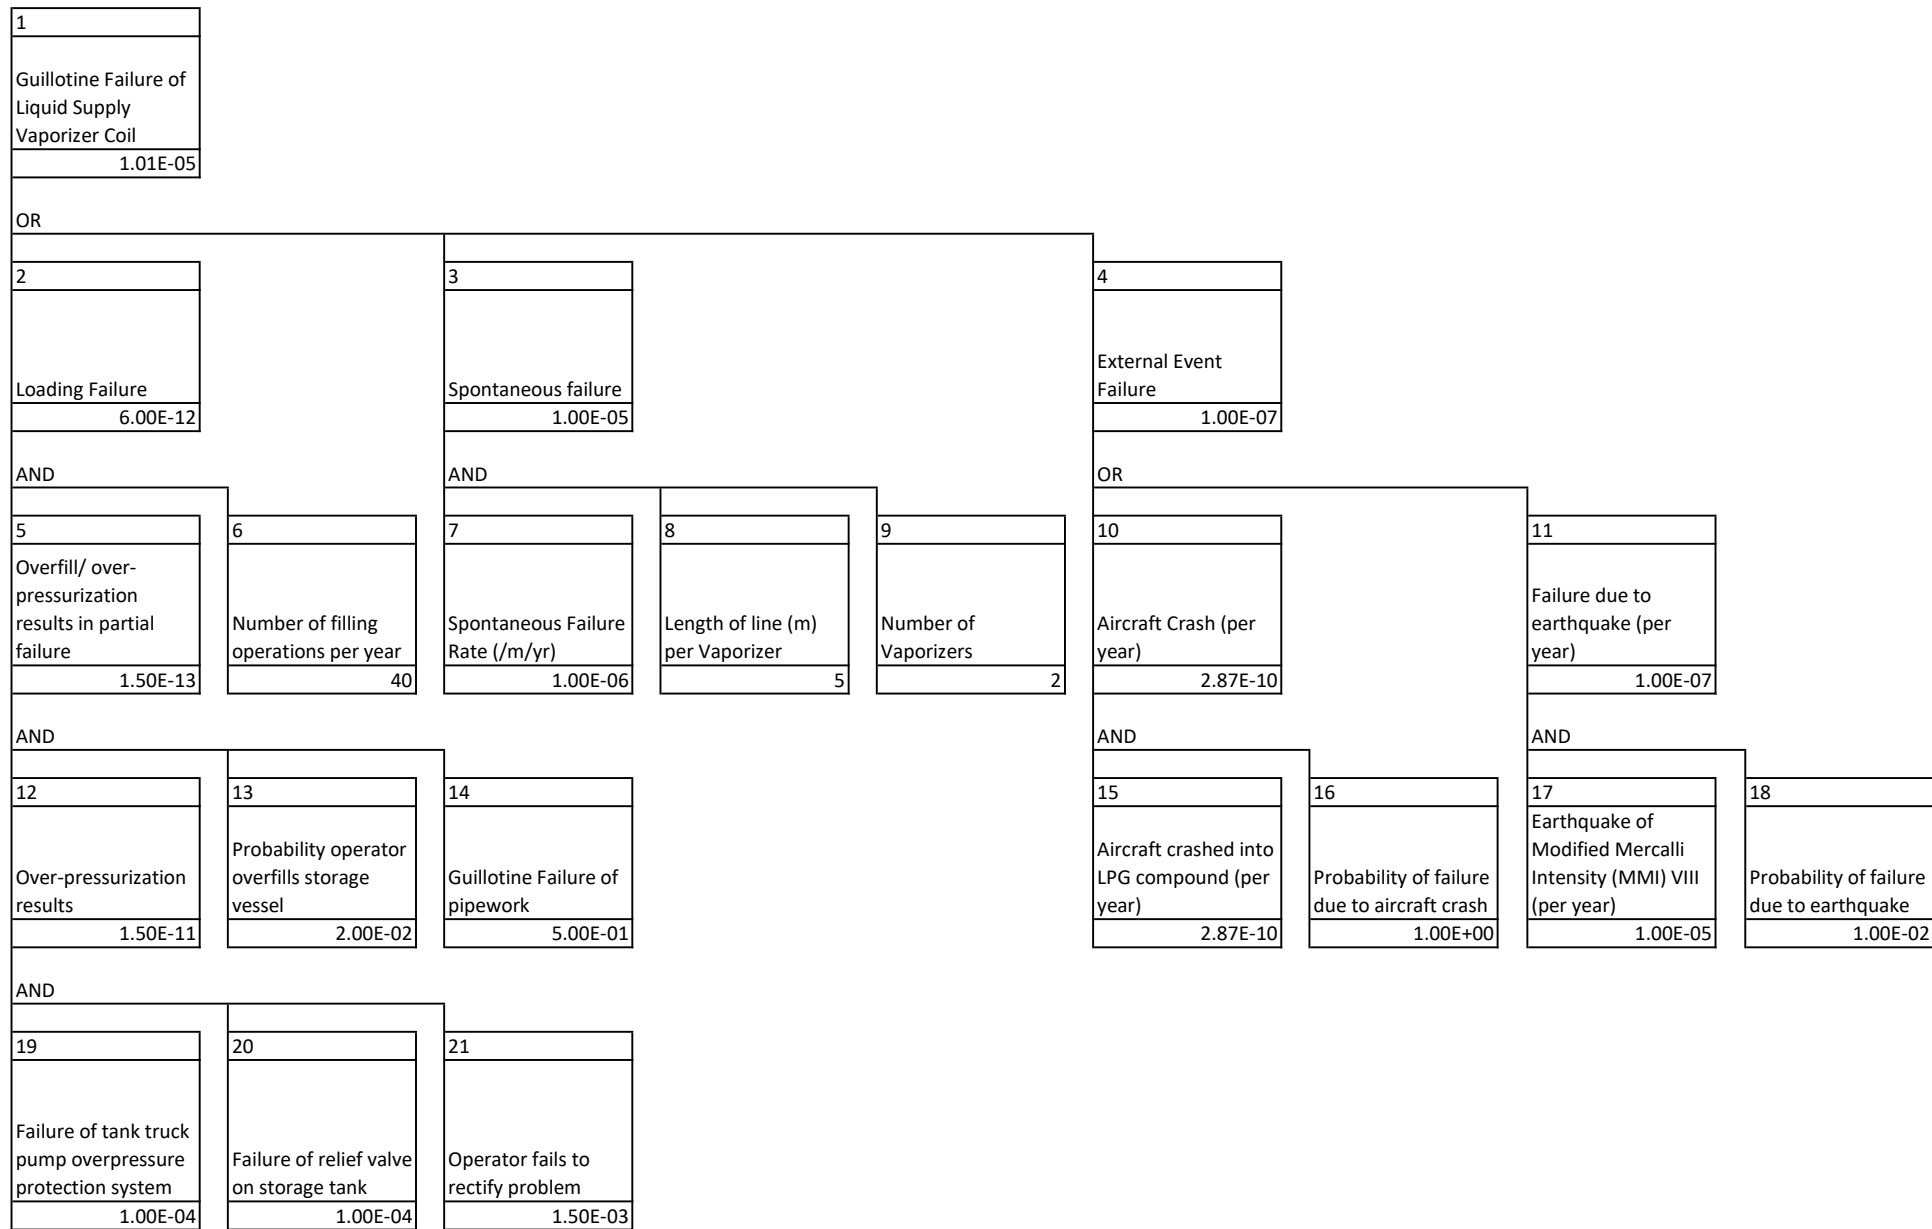 1
Guillotine Failure of
Liquid Supply
Vaporizer Coil
1.01E-05
OR
2
Loading Failure
6.00E-12
3
Spontaneous failure
1.00E-05
4
External Event
Failure
1.00E-07
AND
AND
OR
5
Overfill/ over-
pressurization
results in partial
failure
1.50E-13
6
Number of filling
operations per year
40
7
Spontaneous Failure
Rate (/m/yr)
1.00E-06
8
Length of line (m)
per Vaporizer
5
9
Number of
Vaporizers
2
10
Aircraft Crash (per
year)
2.87E-10
11
Failure due to
earthquake (per
year)
1.00E-07
AND
AND
AND
12
Over-pressurization
results
1.50E-11
13
Probability operator
overfills storage
vessel
2.00E-02
14
Guillotine Failure of
pipework
5.00E-01
15
Aircraft crashed into
LPG compound (per
year)
2.87E-10
16
Probability of failure
due to aircraft crash
1.00E+00
17
Earthquake of
Modified Mercalli
Intensity (MMI) VIII
(per year)
1.00E-05
18
Probability of failure
due to earthquake
1.00E-02
AND
19
Failure of tank truck
pump overpressure
protection system
1.00E-04
20
Failure of relief valve
on storage tank
1.00E-04
21
Operator fails to
rectify problem
1.50E-03